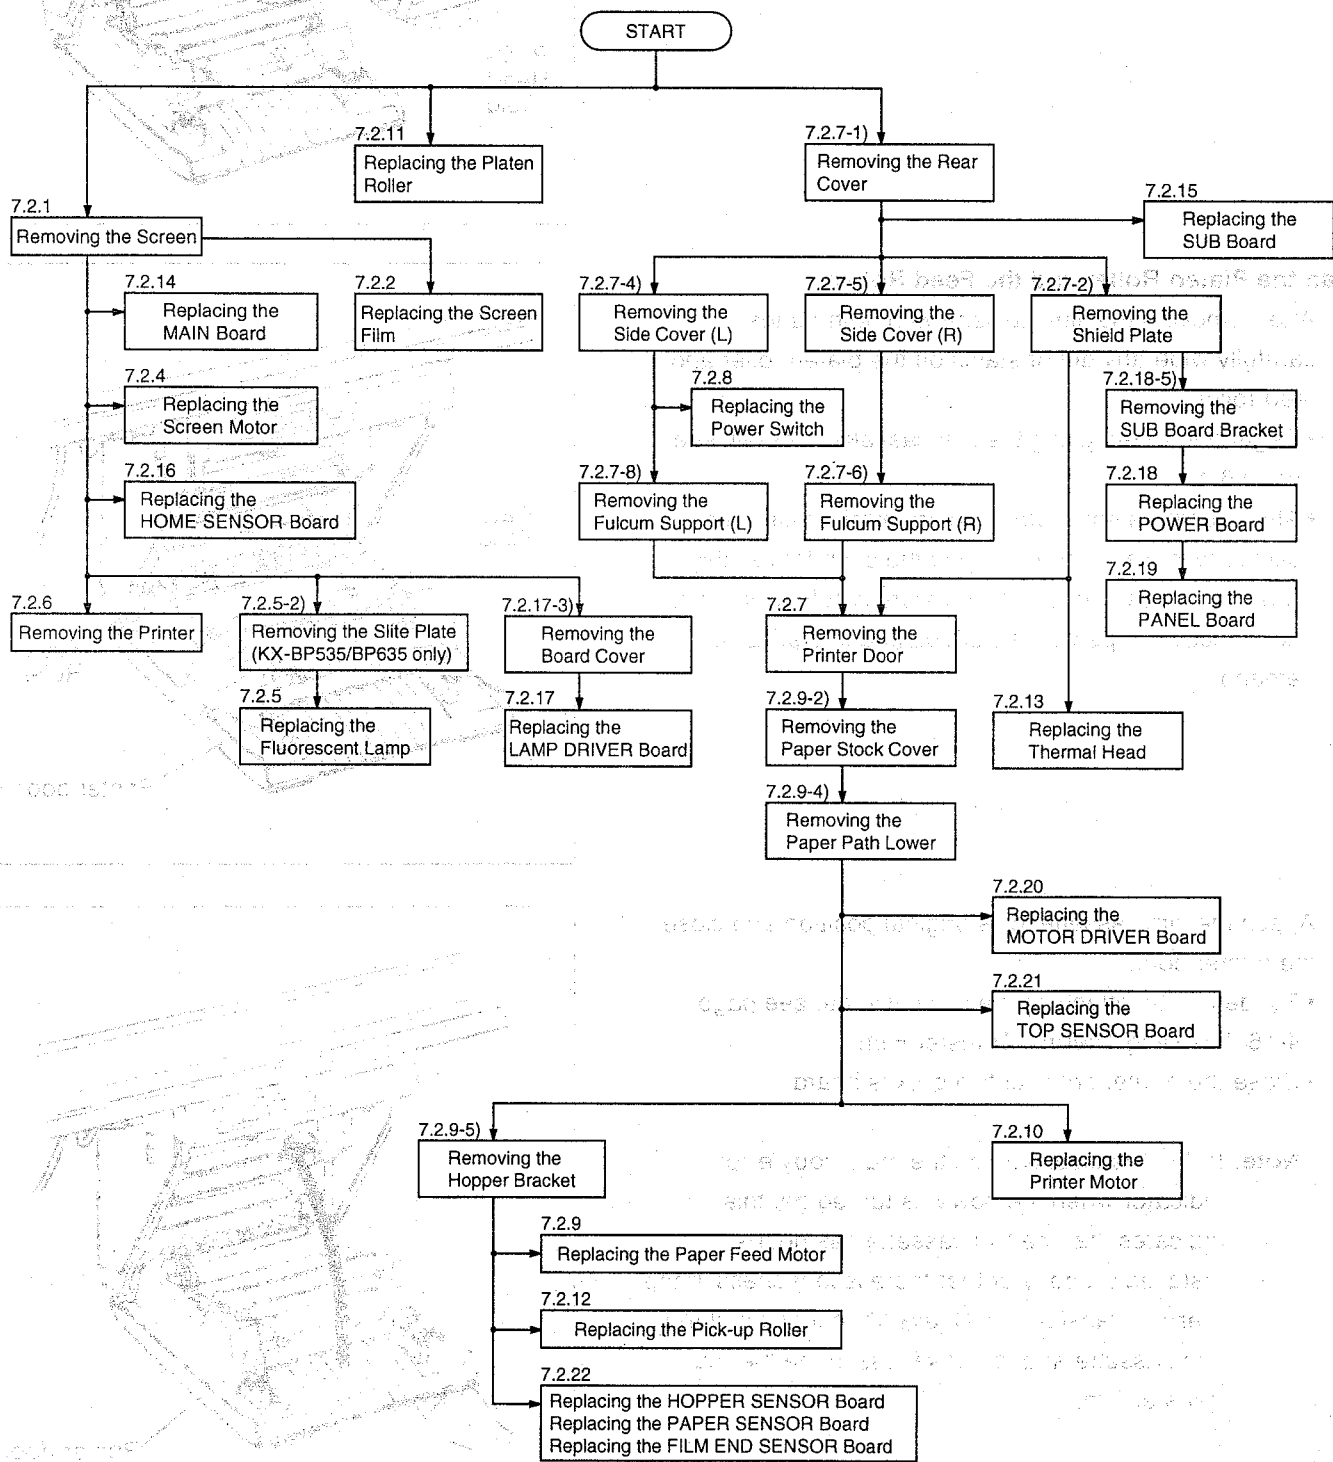 START
7.2.11
Replacing the Platen
Roller
7.2.7-1)
Removing the Rear
Cover
7.2.15
Replacing the
SUB Board
7.2.1
Removing the Screen
7.2.14
Replacing the
MAIN Board
7.2.2
Replacing the Screen
Film
7.2.7-4)
Removing the
Side Cover (L)
7.2.7-5)
Removing the
Side Cover (R)
7.2.7-2)
Removing the
Shield Plate
7.2.4
Replacing the
Screen Motor
7.2.8
Replacing the
Power Switch
7.2.18-5)
Removing the
SUB Board Bracket
7.2.16
Replacing the
HOME SENSOR Board
7.2.7-8)
Removing the
Fulcum Support (L)
7.2.7-6)
Removing the
Fulcum Support (R)
7.2.18
Replacing the
POWER Board
7.2.19
Replacing the
PANEL Board
7.2.6
Removing the Printer
7.2.5-2)
Removing the Slite Plate
(KX-BP535/BP635 only)
7.2.17-3)
Removing the
Board Cover
7.2.7
Removing the
Printer Door
7.2.5
Replacing the
Fluorescent Lamp
7.2.17
Replacing the
LAMP DRIVER Board
7.2.9-2)
Removing the
Paper Stock Cover
7.2.13
Replacing the
Thermal Head
7.2.9-4)
Removing the
Paper Path Lower
7.2.20
Replacing the
MOTOR DRIVER Board
7.2.21
Replacing the
TOP SENSOR Board
7.2.9-5)
Removing the
Hopper Bracket
7.2.10
Replacing the
Printer Motor
7.2.9
Replacing the Paper Feed Motor
7.2.12
Replacing the Pick-up Roller
7.2.22
Replacing the HOPPER SENSOR Board
Replacing the PAPER SENSOR Board
Replacing the FILM END SENSOR Board